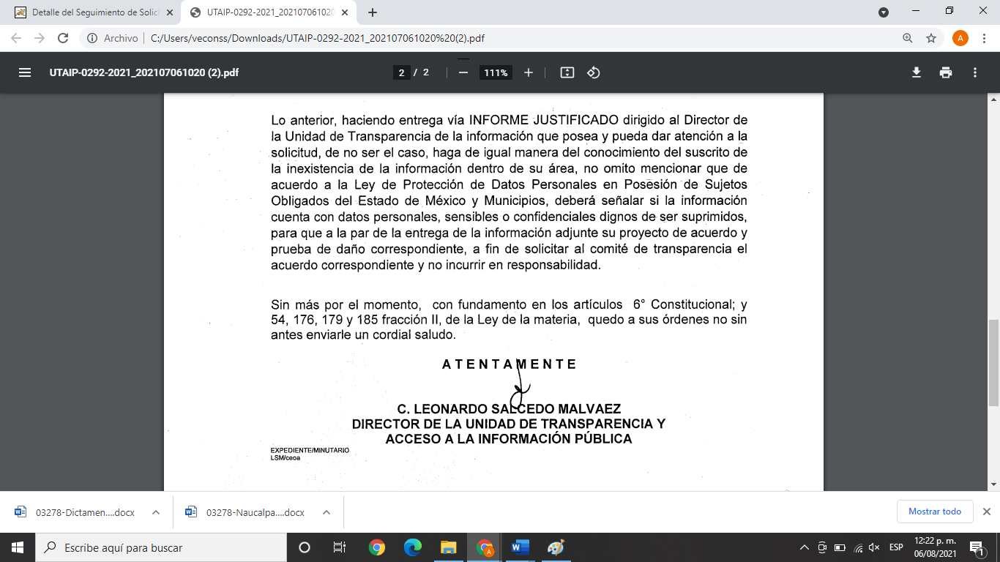 Detalle del Seguimiento de Solici
UTAIP-0292-2021_202107061020
Archivo
C:/Users/veconss/Downloads/UTAIP-0292-2021_202107061020%20(2).pdf
A
UTAIP-0292-2021_202107061020 (2).pdf
2 / 2
111%
Lo anterior, haciendo entrega vía INFORME JUSTIFICADO dirigido al Director de
la Unidad de Transparencia de la información que posea y pueda dar atención a la
solicitud, de no ser el caso, haga de igual manera del conocimiento del suscrito de
la inexistencia de la información dentro de su área, no omito mencionar que de
acuerdo a la Ley de Protección de Datos Personales en Posesión de Sujetos
Obligados del Estado de México y Municipios, deberá señalar si la información
cuenta con datos personales, sensibles o confidenciales dignos de ser suprimidos,
para que a la par de la entrega de la información adjunte su proyecto de acuerdo y
prueba de daño correspondiente, a fin de solicitar al comité de transparencia el
acuerdo correspondiente y no incurrir en responsabilidad.
Sin más por el momento, con fundamento en los artículos 6° Constitucional; y
54, 176, 179 y 185 fracción II, de la Ley de la materia, quedo a sus órdenes no sin
antes enviarle un cordial saludo.
A T E N T A M E N T E
C. LEONARDO SALCEDO MALVAEZ
DIRECTOR DE LA UNIDAD DE TRANSPARENCIA Y
ACCESO A LA INFORMACIÓN PÚBLICA
EXPEDIENTE/MINUTARIO
LSM/ceoa
03278-Dictamen....docx
03278-Naucalpa....docx
Mostrar todo
Escribe aquí para buscar
A
ESP
12:22 p. m.
06/08/2021
1